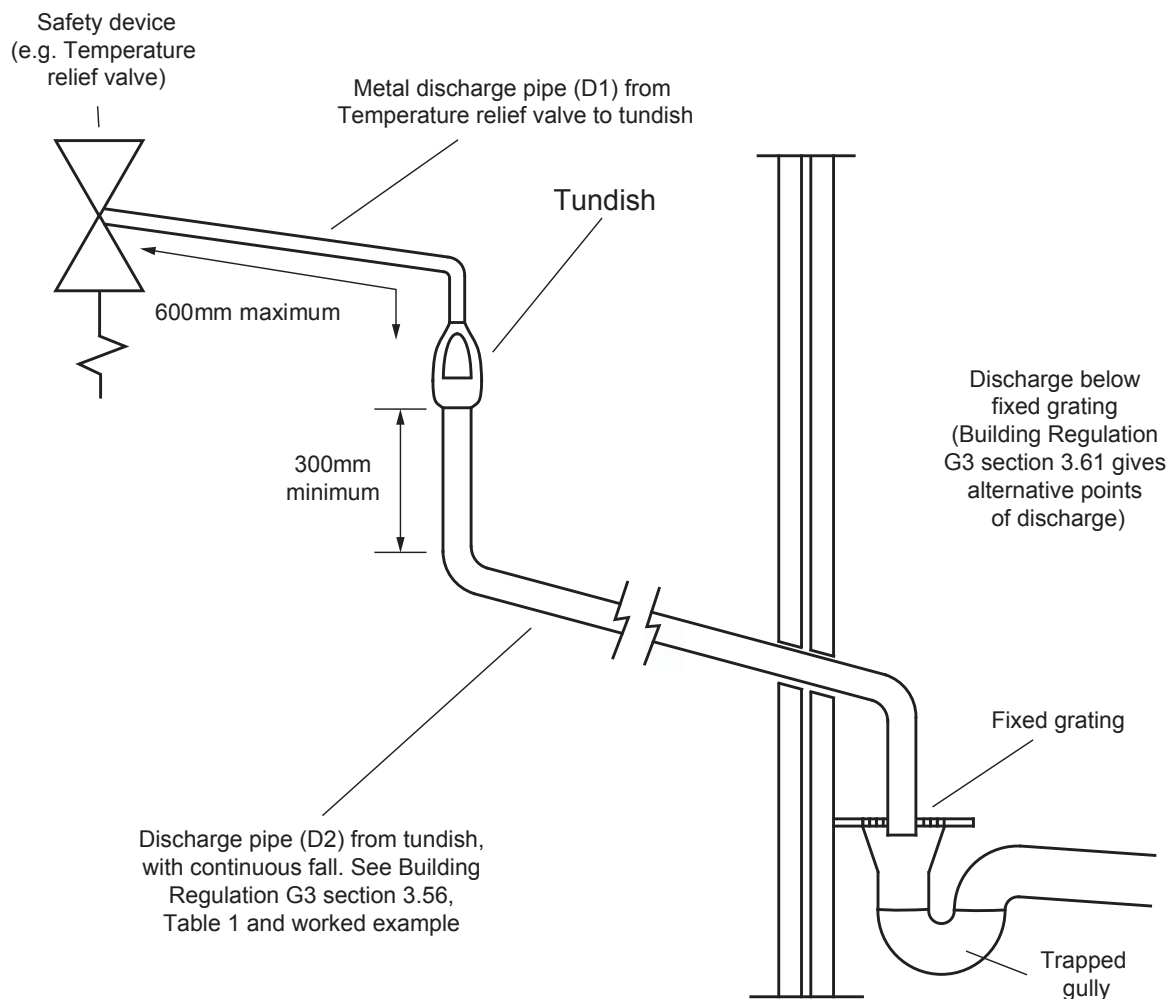 Safety device
(e.g. Temperature
relief valve)
Metal discharge pipe (D1) from
Temperature relief valve to tundish
Tundish
600mm maximum
300mm
minimum
Discharge below
fixed grating
(Building Regulation
G3 section 3.61 gives
alternative points
of discharge)
Fixed grating
Discharge pipe (D2) from tundish,
with continuous fall. See Building
Regulation G3 section 3.56,
Table 1 and worked example
Trapped
gully